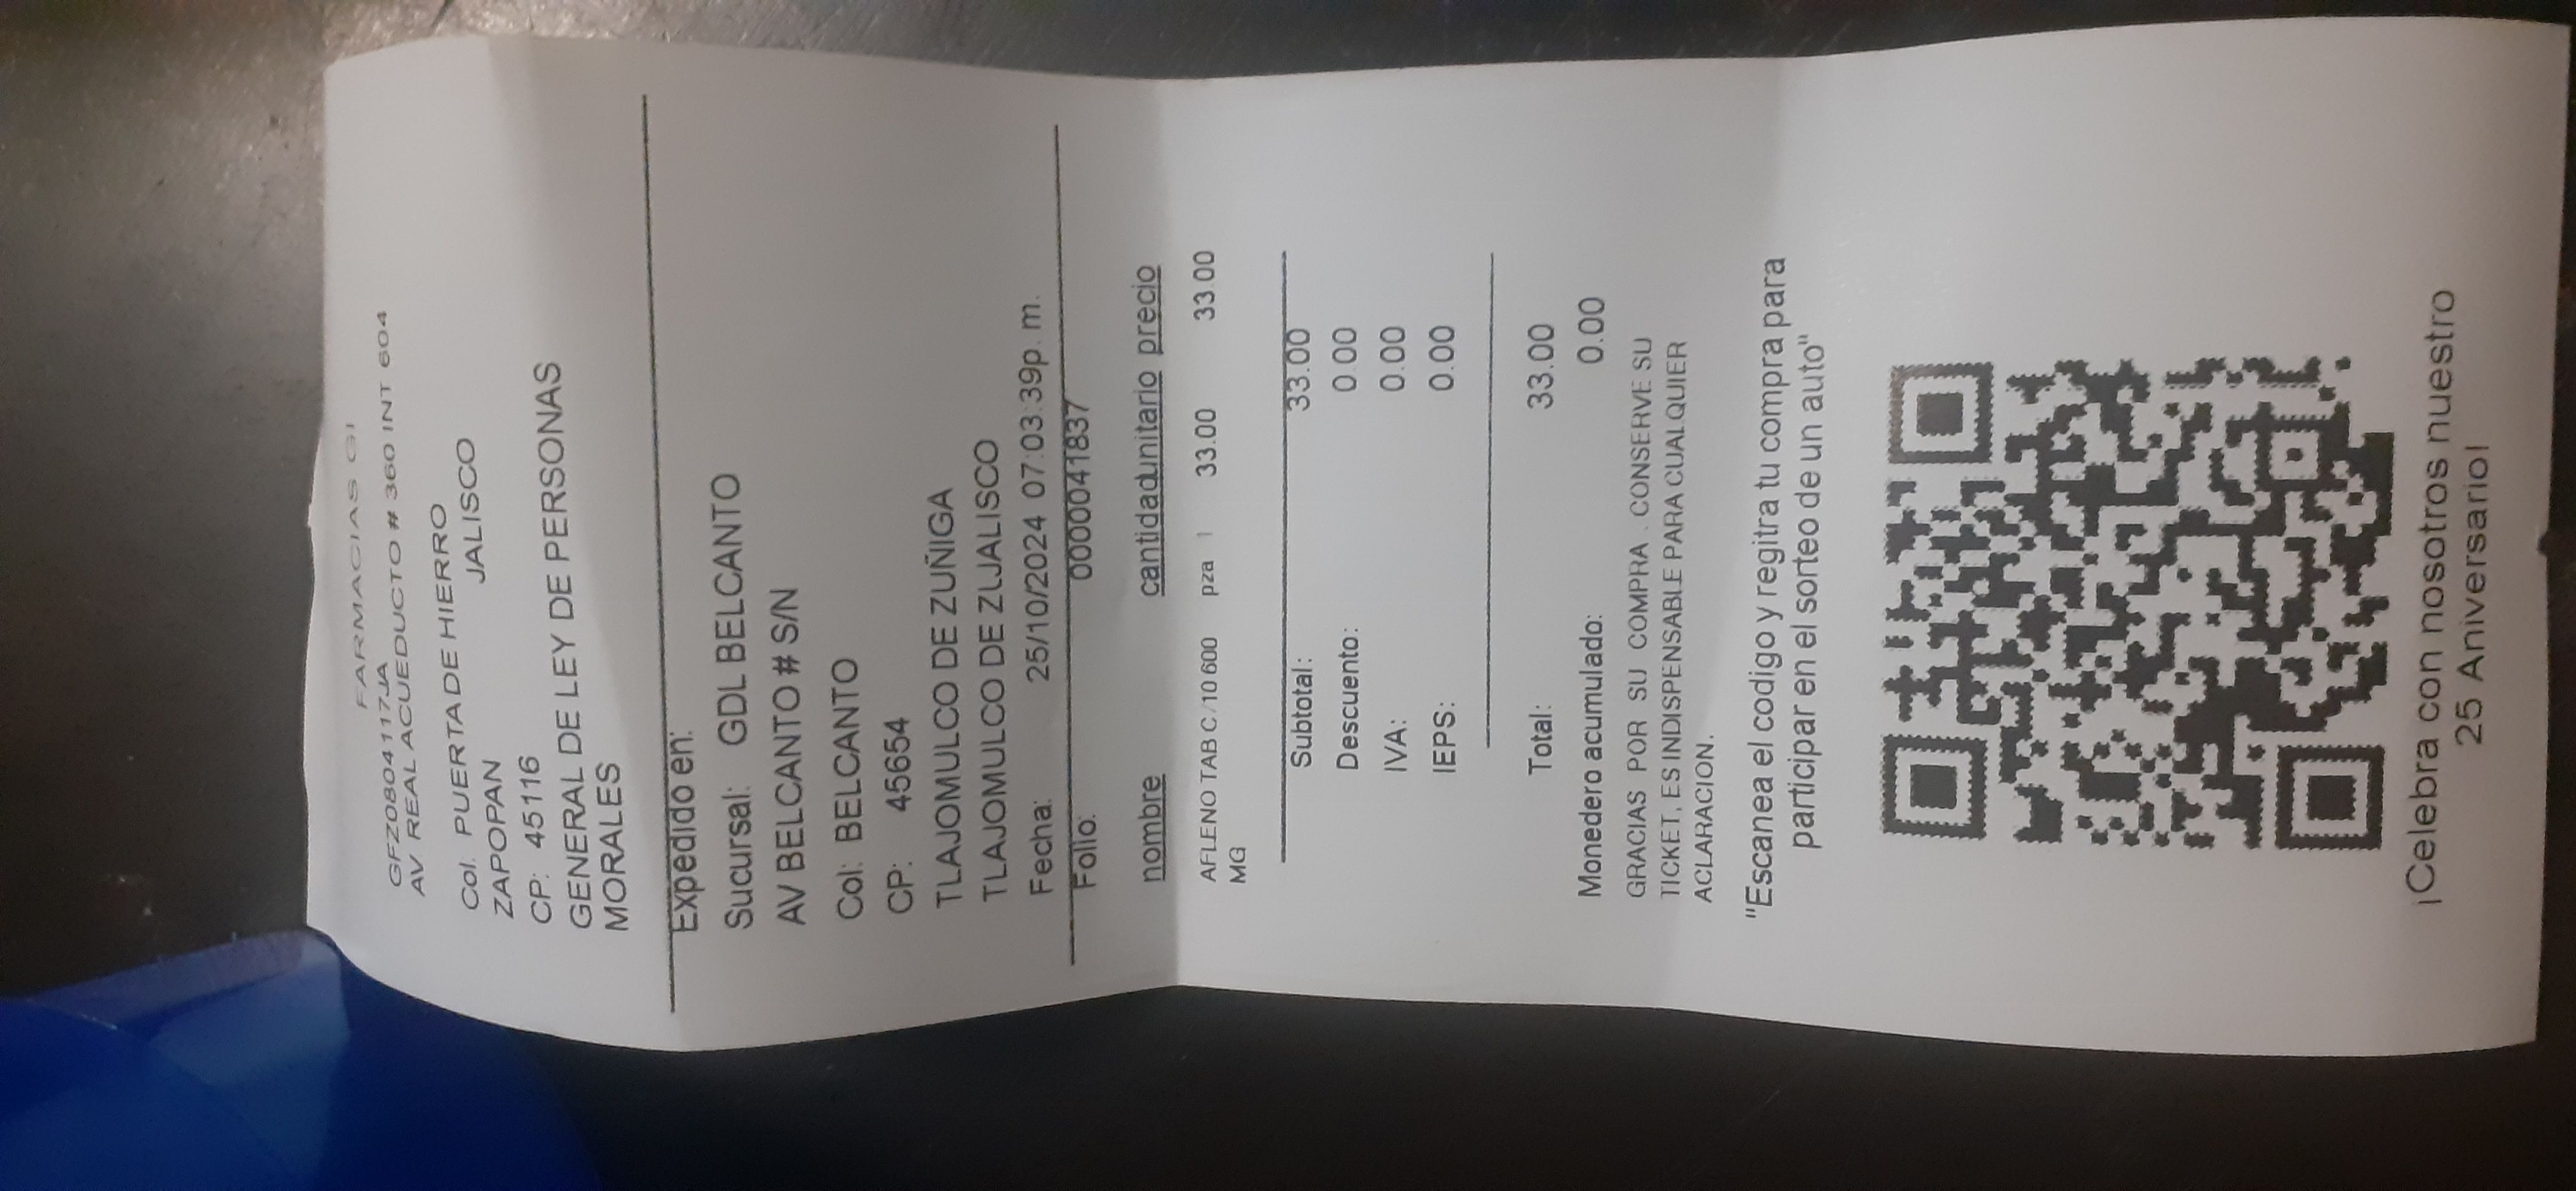 FARMACIAS GI
GFZ0804117JA
AV REAL ACUEDUCTO # 360 INT 604
Col. PUERTA DE HIERRO
ZAPOPAN JALISCO
CP: 45116
GENERAL DE LEY DE PERSONAS
MORALES
Expedido en:
Sucursal: GDL BELCANTO
AV BELCANTO # S/N
Col: BELCANTO
CP: 45654
TLAJOMULCO DE ZUÑIGA
TLAJOMULCO DE ZUJALISCO
Fecha: 25/10/2024 07:03:39p. m.
Folio: 0000041837
nombre cantidadunitario precio
AFLENO TAB C/10 600 pza 1 33.00 33.00
MG
Subtotal: 33.00
Descuento: 0.00
IVA: 0.00
IEPS: 0.00
Total: 33.00
Monedero acumulado: 0.00
GRACIAS POR SU COMPRA . CONSERVE SU
TICKET, ES INDISPENSABLE PARA CUALQUIER
ACLARACION.
"Escanea el codigo y regitra tu compra para
participar en el sorteo de un auto"
¡Celebra con nosotros nuestro
25 Aniversario!